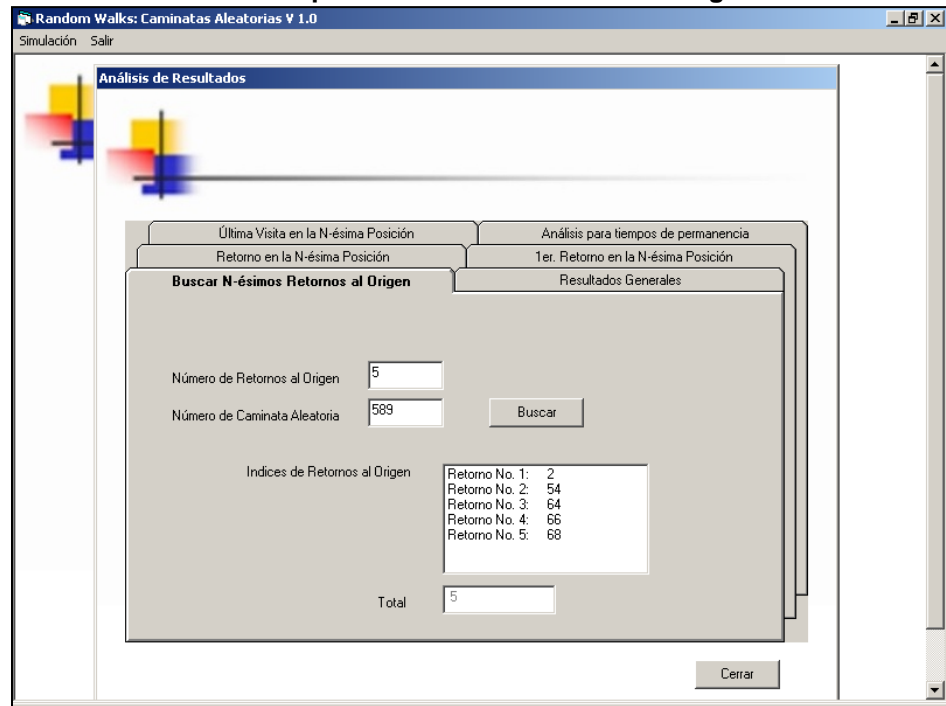 Random Walks: Caminatas Aleatorias V 1.0
Simulación Salir
Análisis de Resultados
Última Visita en la N-ésima Posición
Análisis para tiempos de permanencia
Retorno en la N-ésima Posición
1er. Retorno en la N-ésima Posición
Buscar N-ésimos Retornos al Origen
Resultados Generales
Número de Retornos al Origen 5
Número de Caminata Aleatoria 589
Buscar
Indices de Retornos al Origen
Retorno No. 1: 2
Retorno No. 2: 54
Retorno No. 3: 64
Retorno No. 4: 66
Retorno No. 5: 68
Total 5
Cerrar